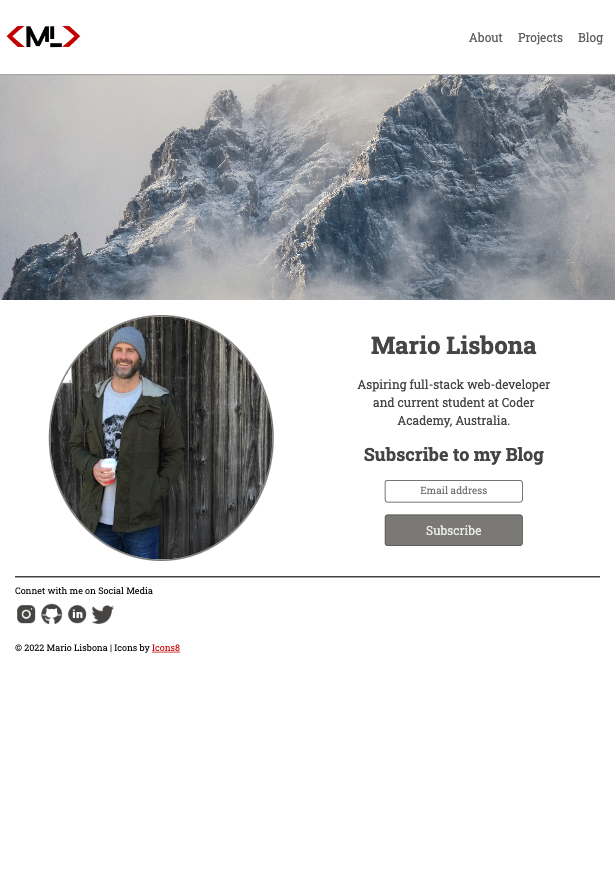 <ML>
About Projects Blog
Mario Lisbona
Aspiring full-stack web-developer
and current student at Coder
Academy, Australia.
Subscribe to my Blog
Email address
Subscribe
Connet with me on Social Media
in
© 2022 Mario Lisbona | Icons by Icons8